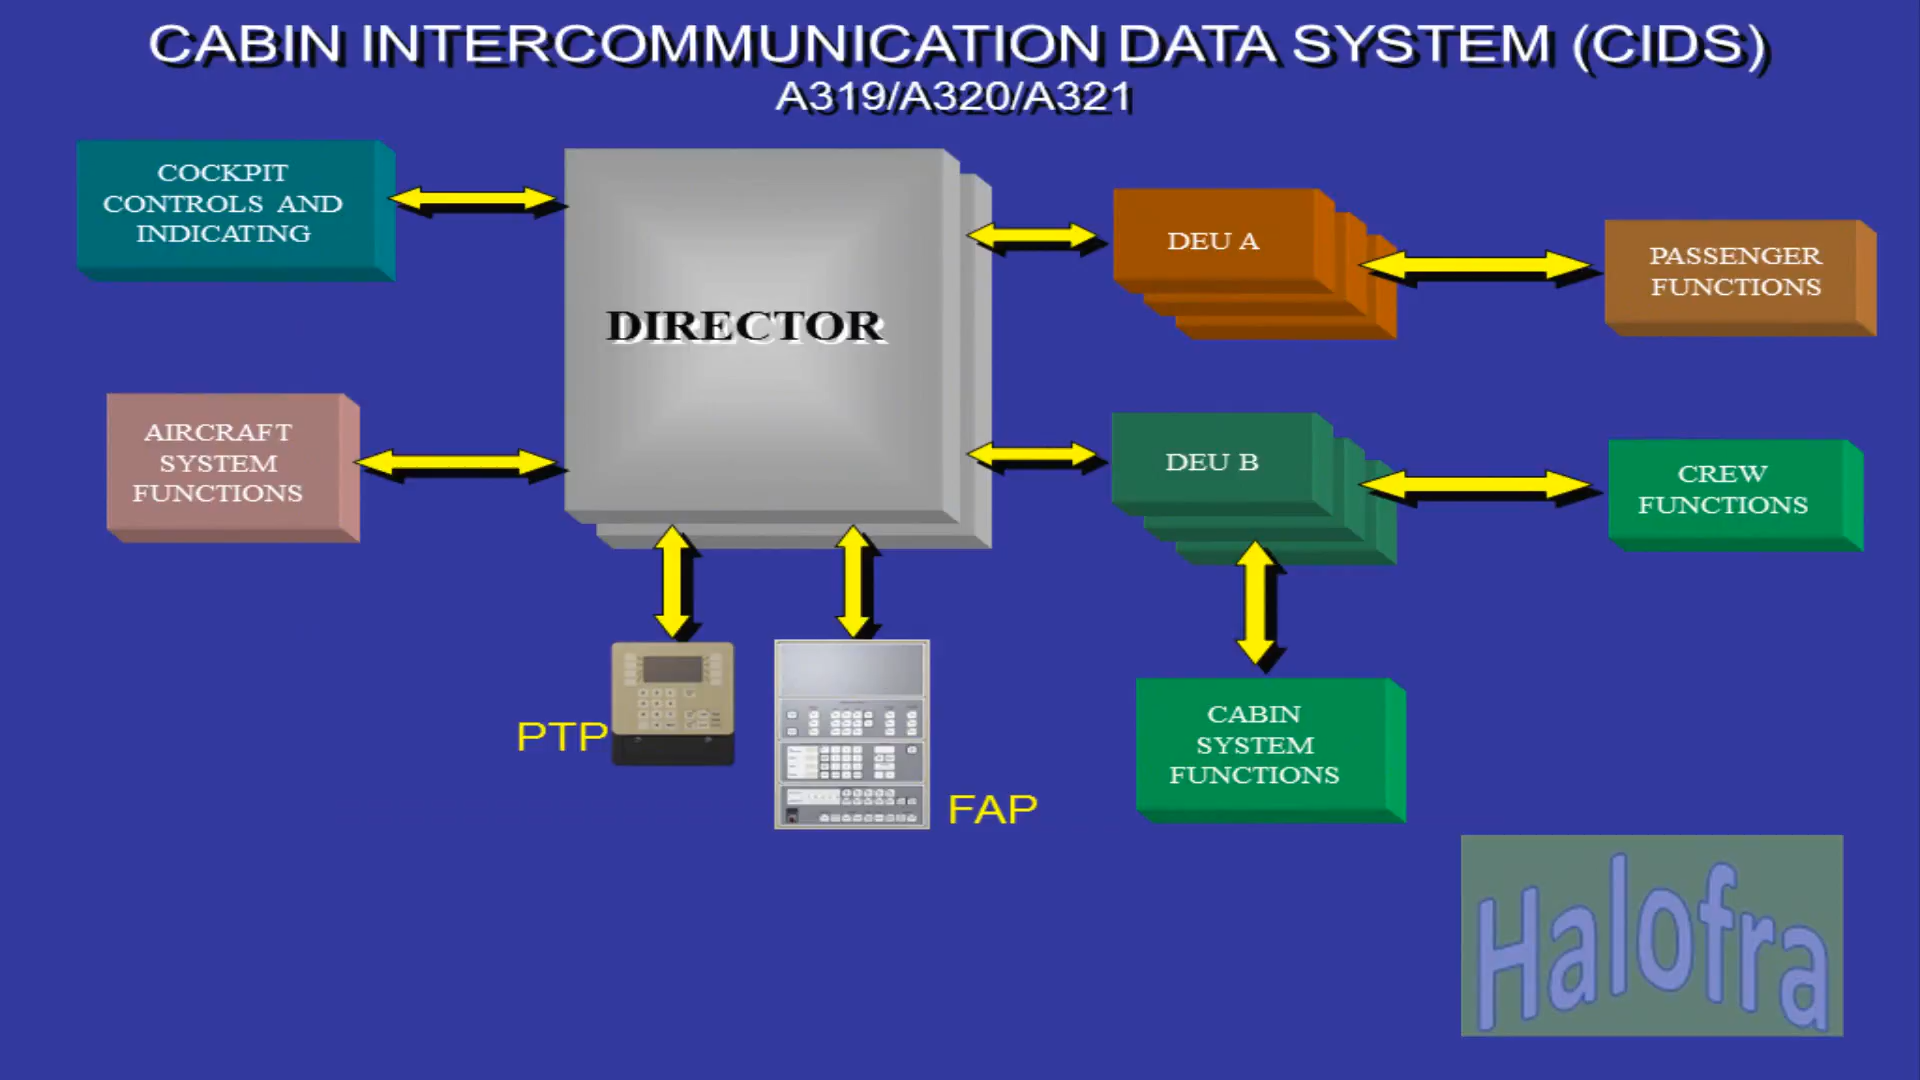 CABIN INTERCOMMUNICATION DATA SYSTEM (CIDS)
A319/A320/A321
COCKPIT
CONTROLS AND
INDICATING
DIRECTOR
DEU A
PASSENGER
FUNCTIONS
AIRCRAFT
SYSTEM
FUNCTIONS
DEU B
CREW
FUNCTIONS
PTP
FAP
CABIN
SYSTEM
FUNCTIONS
Halofra